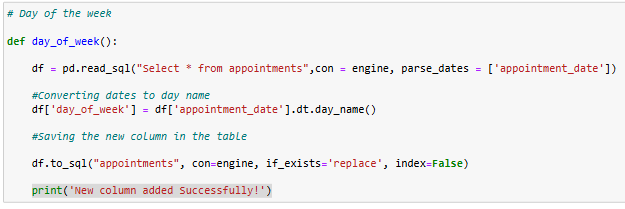 # Day of the week
def day_of_week():
df = pd.read_sql("Select * from appointments",con = engine, parse_dates = ['appointment_date'])
#Converting dates to day name
df['day_of_week'] = df['appointment_date'].dt.day_name()
#Saving the new column in the table
df.to_sql("appointments", con=engine, if_exists='replace', index=False)
print('New column added Successfully!')